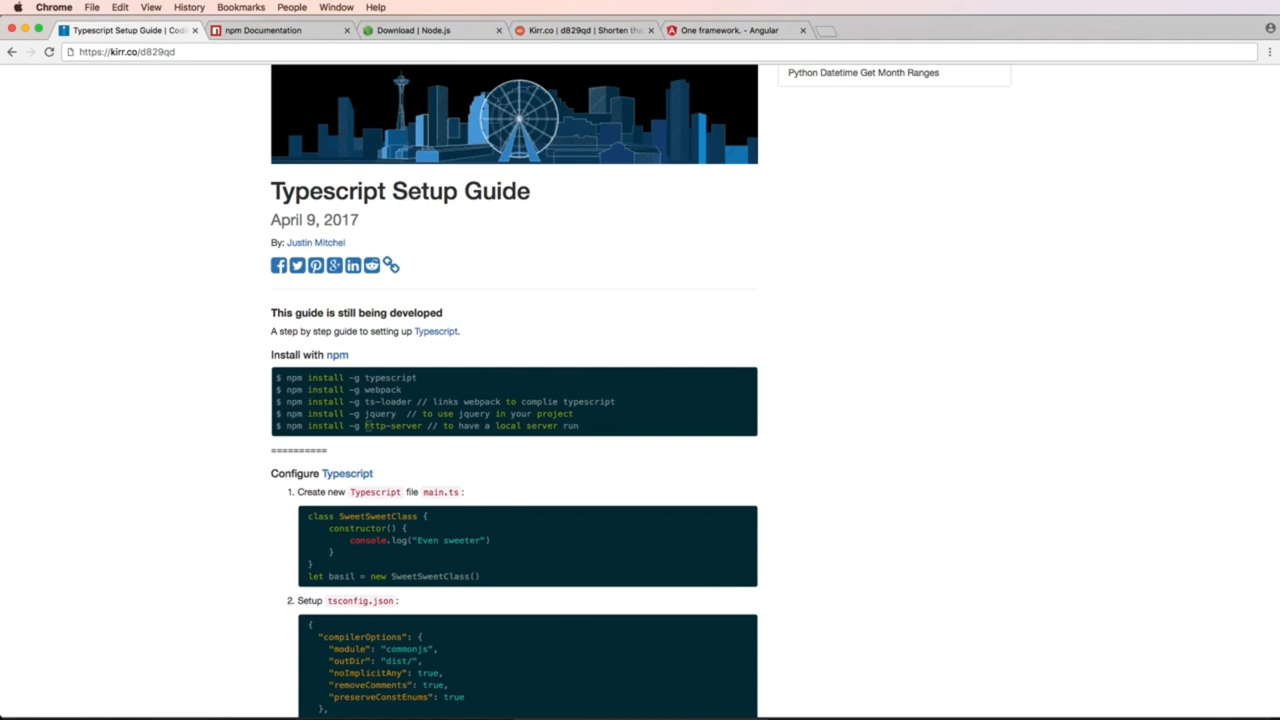 Chrome File Edit View History Bookmarks People Window Help
Typescript Setup Guide | Codi
npm Documentation
Download | Node.js
Kirr.co | d829qd | Shorten the
One framework. - Angular
https://kirr.co/d829qd
Python Datetime Get Month Ranges
Typescript Setup Guide
April 9, 2017
By: Justin Mitchel
This guide is still being developed
A step by step guide to setting up Typescript.
Install with npm
$ npm install -g typescript
$ npm install -g webpack
$ npm install -g ts-loader // links webpack to complie typescript
$ npm install -g jquery // to use jquery in your project
$ npm install -g http-server // to have a local server run
==========
Configure Typescript
1. Create new Typescript file main.ts:
class SweetSweetClass {
constructor() {
console.log("Even sweeter")
}
}
let basil = new SweetSweetClass()
2. Setup tsconfig.json:
{
"compilerOptions": {
"module": "commonjs",
"outDir": "dist/",
"noImplicitAny": true,
"removeComments": true,
"preserveConstEnums": true
},